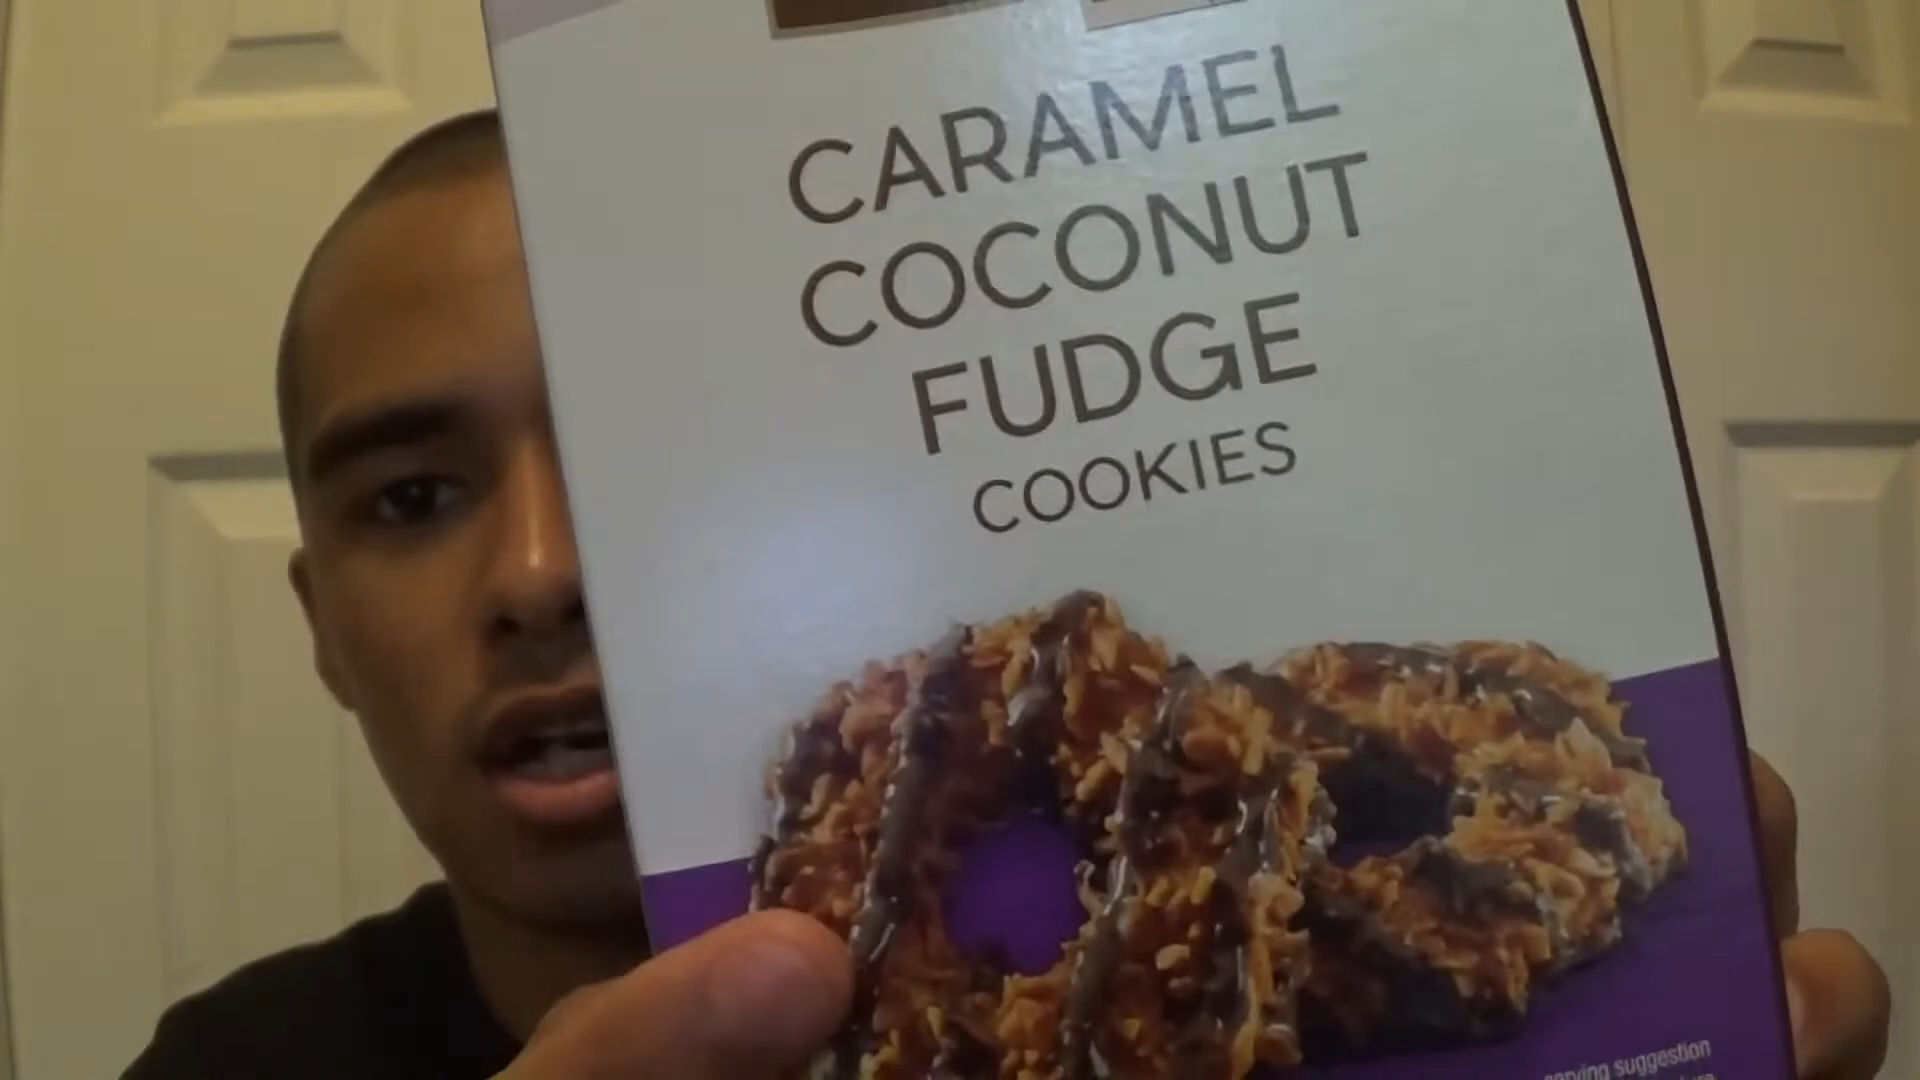 CARAMEL
COCONUT
FUDGE
COOKIES
serving suggestion